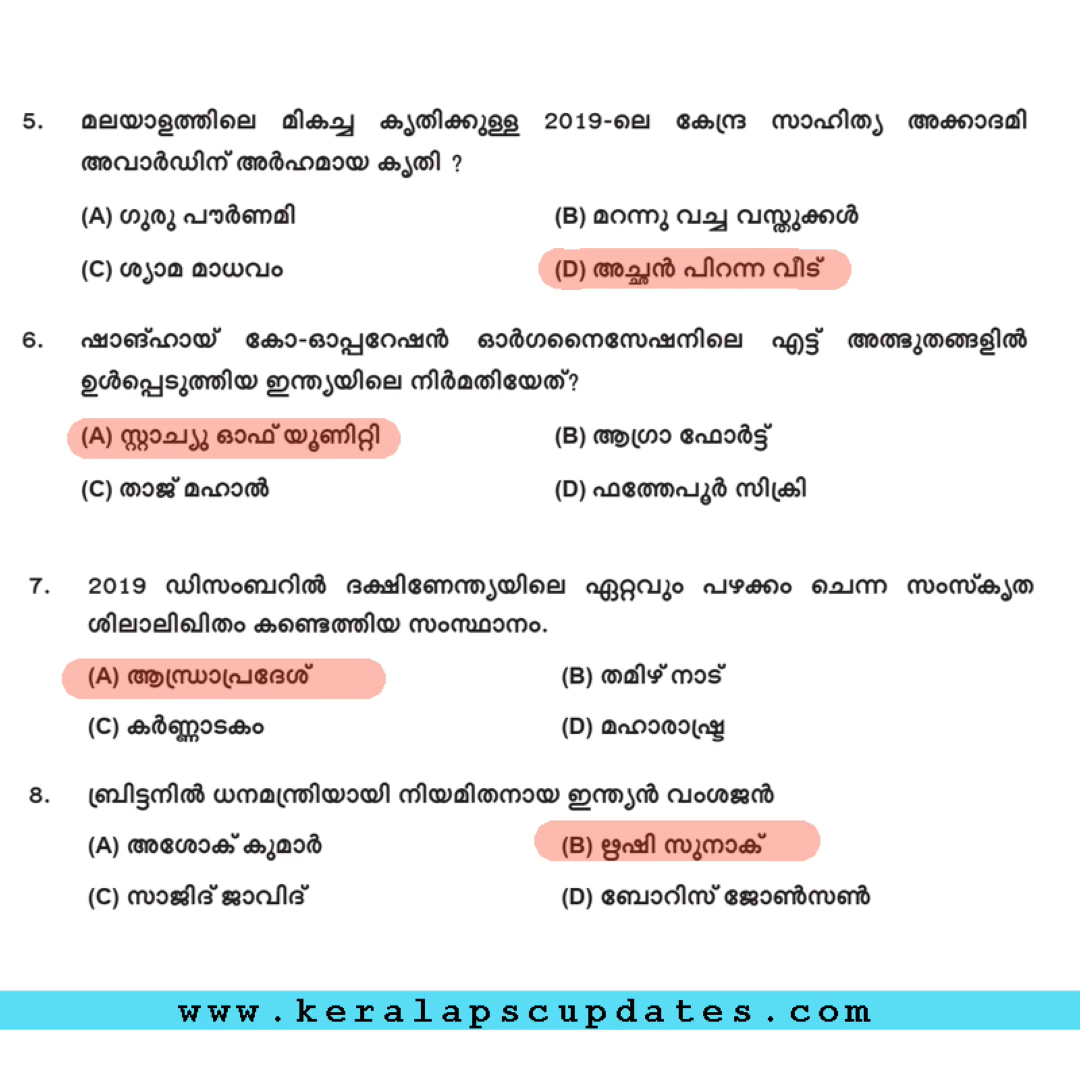 5. മലയാളത്തിലെ മികച്ച കൃതിക്കുള്ള 2019-ലെ കേന്ദ്ര സാഹിത്യ അക്കാദമി
അവാർഡിന് അർഹമായ കൃതി ?
(A) ഗുരു പൗർണമി (B) മറന്നു വച്ച വസ്തുക്കൾ
(C) ശ്യാമ മാധവം (D) അച്ഛൻ പിറന്ന വീട്
6. ഷാങ്ഹായ് കോ-ഓപ്പറേഷൻ ഓർഗനൈസേഷനിലെ എട്ട് അത്ഭുതങ്ങളിൽ
ഉൾപ്പെടുത്തിയ ഇന്ത്യയിലെ നിർമതിയേത്?
(A) സ്റ്റാച്യു ഓഫ് യൂണിറ്റി (B) ആഗ്രാ ഫോർട്ട്
(C) താജ് മഹാൽ (D) ഫത്തേപൂർ സിക്രി
7. 2019 ഡിസംബറിൽ ദക്ഷിണേന്ത്യയിലെ ഏറ്റവും പഴക്കം ചെന്ന സംസ്കൃത
ശിലാലിഖിതം കണ്ടെത്തിയ സംസ്ഥാനം.
(A) ആന്ധ്രാപ്രദേശ് (B) തമിഴ് നാട്
(C) കർണ്ണാടകം (D) മഹാരാഷ്ട്ര
8. ബ്രിട്ടനിൽ ധനമന്ത്രിയായി നിയമിതനായ ഇന്ത്യൻ വംശജൻ
(A) അശോക് കുമാർ (B) ഋഷി സുനാക്
(C) സാജിദ് ജാവിദ് (D) ബോറിസ് ജോൺസൺ
www.keralapscupdates.com